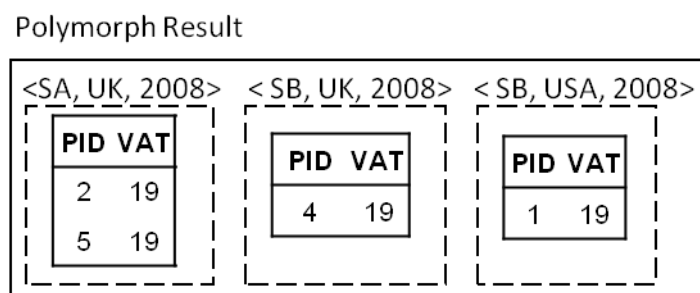 Polymorph Result
<SA, UK, 2008> < SB, UK, 2008> < SB, USA, 2008>
PID VAT
2 19
5 19
PID VAT
4 19
PID VAT
1 19